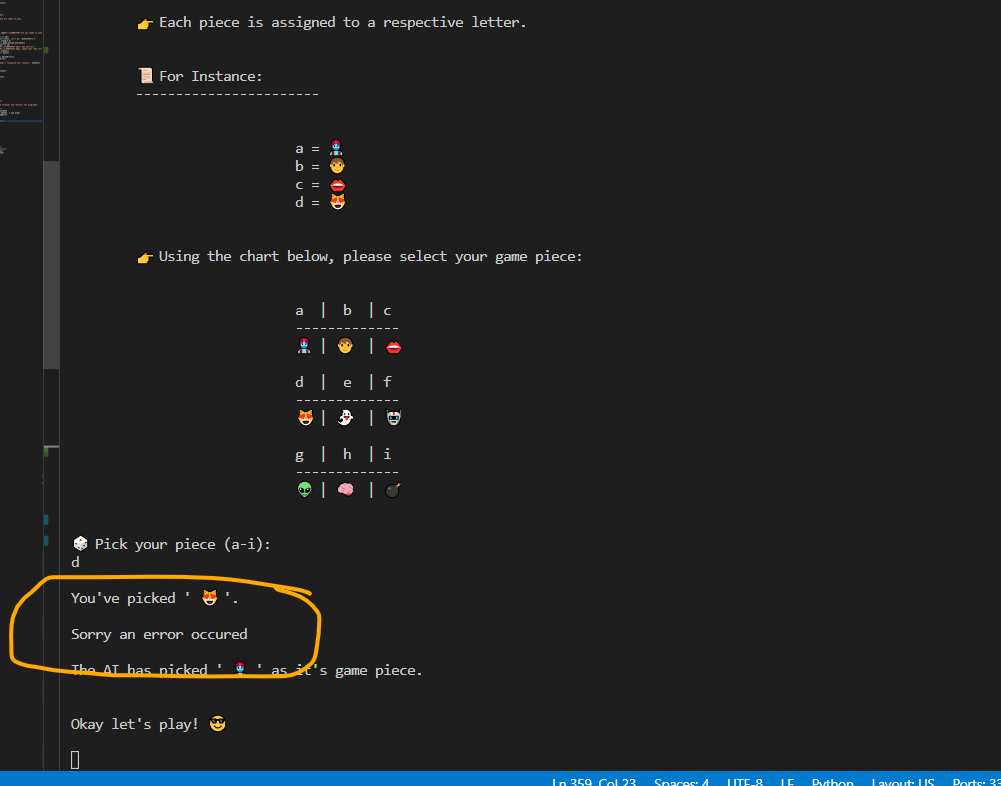 👉 Each piece is assigned to a respective letter.
📜 For Instance:
-----------------------
a = 👩‍🎤
b = 🧒
c = 👄
d = 😻
👉 Using the chart below, please select your game piece:
a | b | c
-------------
👩‍🎤 | 🧒 | 👄
d | e | f
-------------
😻 | 👻 | 🤖
g | h | i
-------------
👽 | 🧠 | 💣
🎲 Pick your piece (a-i):
d
You've picked ' 😻 '.
Sorry an error occured
The AI has picked ' 👩‍🎤 ' as it's game piece.
Okay let's play! 😎
Ln 359, Col 23 Spaces: 4 UTF-8 LF Python Layout: US Ports: 33